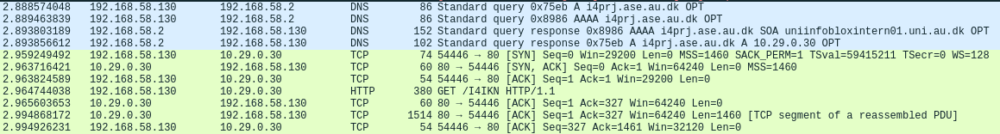 2.888574048 192.168.58.130 192.168.58.2 DNS 86 Standard query 0x75eb A i4prj.ase.au.dk OPT
2.889463839 192.168.58.130 192.168.58.2 DNS 86 Standard query 0x8986 AAAA i4prj.ase.au.dk OPT
2.893803189 192.168.58.2 192.168.58.130 DNS 152 Standard query response 0x8986 AAAA i4prj.ase.au.dk SOA uniinfobloxintern01.uni.au.dk OPT
2.893856612 192.168.58.2 192.168.58.130 DNS 102 Standard query response 0x75eb A i4prj.ase.au.dk A 10.29.0.30 OPT
2.959249492 192.168.58.130 10.29.0.30 TCP 74 54446 → 80 [SYN] Seq=0 Win=29200 Len=0 MSS=1460 SACK_PERM=1 TSval=59415211 TSecr=0 WS=128
2.963716421 10.29.0.30 192.168.58.130 TCP 60 80 → 54446 [SYN, ACK] Seq=0 Ack=1 Win=64240 Len=0 MSS=1460
2.963824589 192.168.58.130 10.29.0.30 TCP 54 54446 → 80 [ACK] Seq=1 Ack=1 Win=29200 Len=0
2.964744038 192.168.58.130 10.29.0.30 HTTP 380 GET /I4IKN HTTP/1.1
2.965603653 10.29.0.30 192.168.58.130 TCP 60 80 → 54446 [ACK] Seq=1 Ack=327 Win=64240 Len=0
2.994868172 10.29.0.30 192.168.58.130 TCP 1514 80 → 54446 [ACK] Seq=1 Ack=327 Win=64240 Len=1460 [TCP segment of a reassembled PDU]
2.994926231 192.168.58.130 10.29.0.30 TCP 54 54446 → 80 [ACK] Seq=327 Ack=1461 Win=32120 Len=0